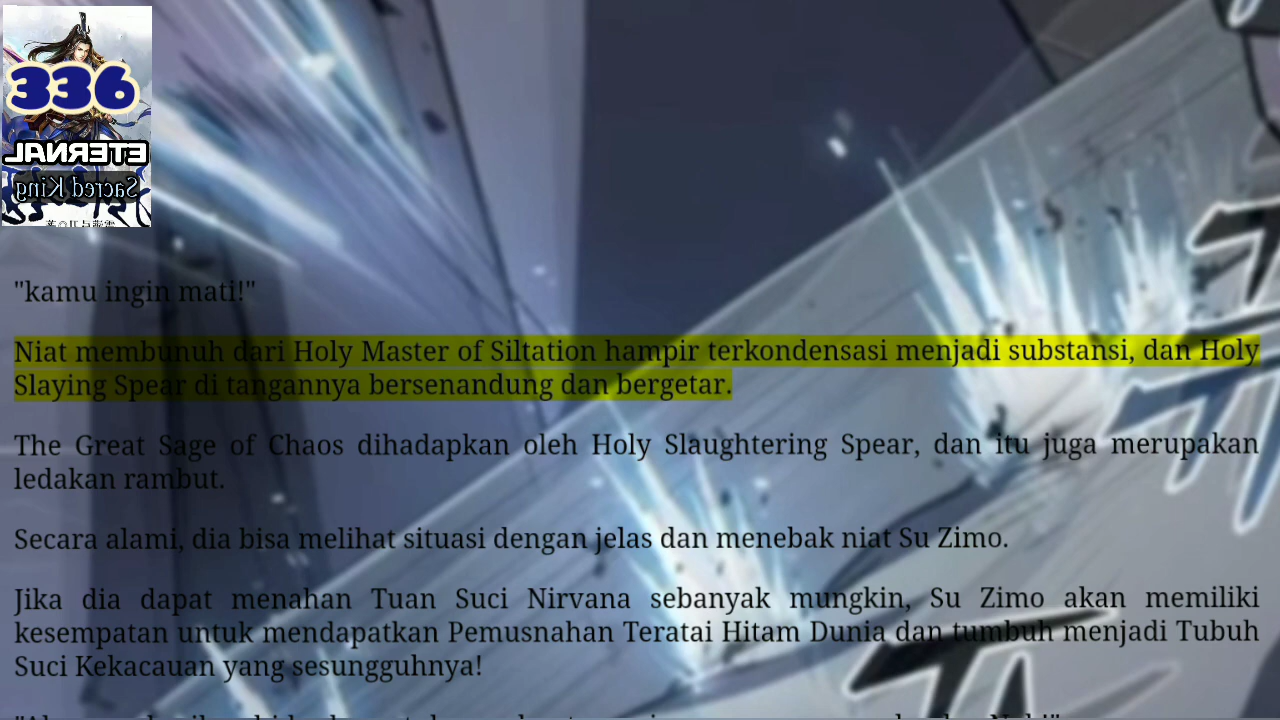 336
ETERNAL
Sacred King
"kamu ingin mati!"
Niat membunuh dari Holy Master of Siltation hampir terkondensasi menjadi substansi, dan Holy
Slaying Spear di tangannya bersenandung dan bergetar.
The Great Sage of Chaos dihadapkan oleh Holy Slaughtering Spear, dan itu juga merupakan
ledakan rambut.
Secara alami, dia bisa melihat situasi dengan jelas dan menebak niat Su Zimo.
Jika dia dapat menahan Tuan Suci Nirvana sebanyak mungkin, Su Zimo akan memiliki
kesempatan untuk mendapatkan Pemusnahan Teratai Hitam Dunia dan tumbuh menjadi Tubuh
Suci Kekacauan yang sesungguhnya!